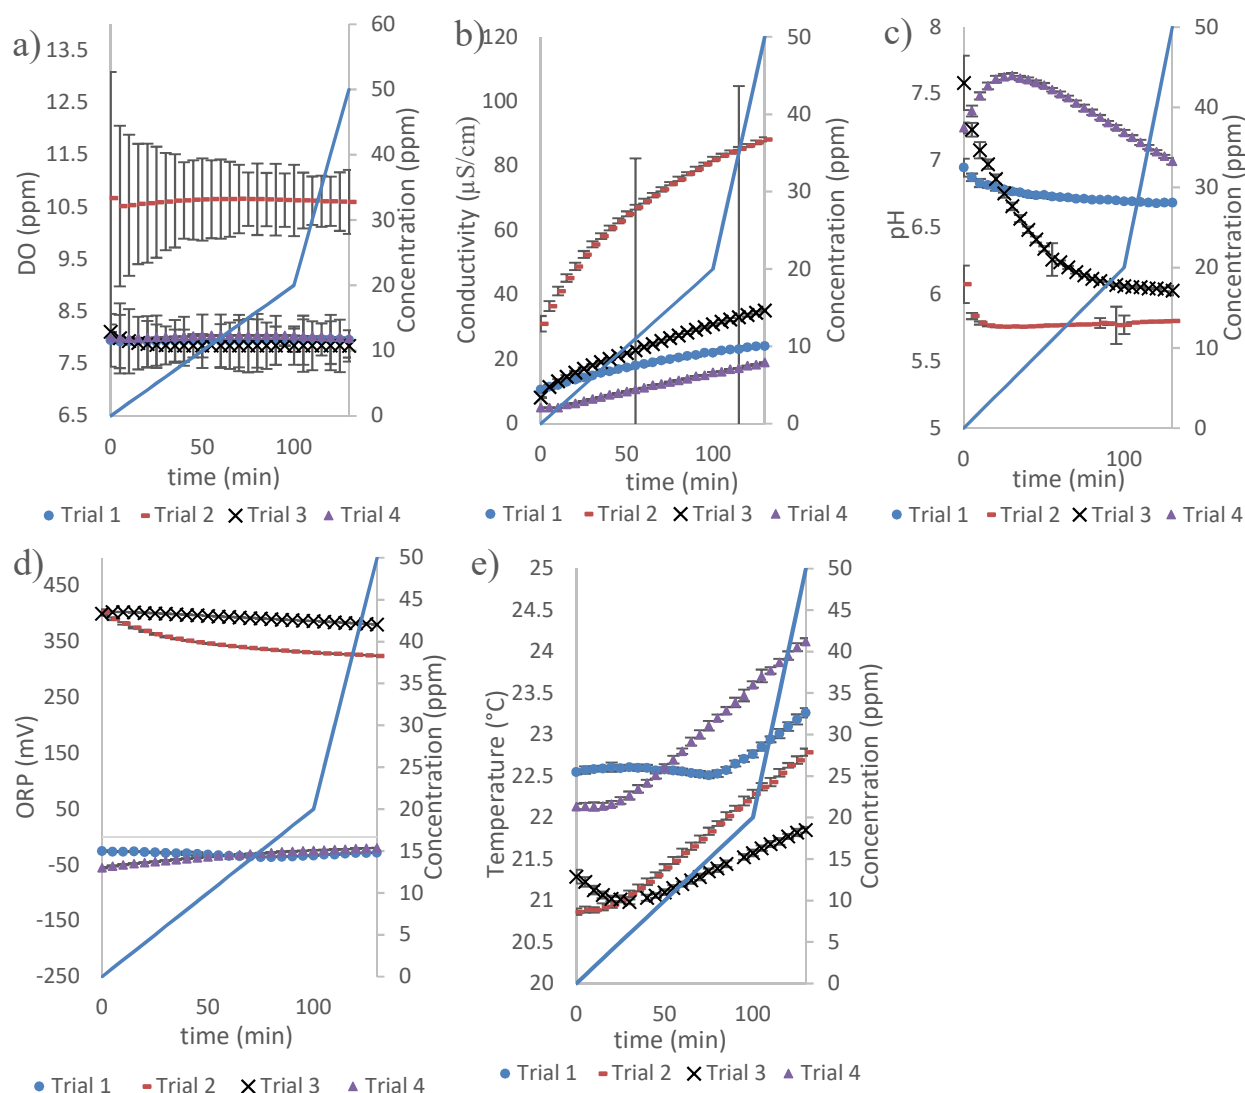 a)
DO (ppm)
13.5
12.5
11.5
10.5
9.5
8.5
7.5
6.5
60
50
40
30
20
10
0
Concentration (ppm)
0 50 100
time (min)
Trial 1 Trial 2 Trial 3 Trial 4
b)
Conductivity (µS/cm)
120
100
80
60
40
20
0
50
40
30
20
10
0
Concentration (ppm)
0 50 100
time (min)
Trial 1 Trial 2 Trial 3 Trial 4
c)
pH
8
7.5
7
6.5
6
5.5
5
50
40
30
20
10
0
Concentration (ppm)
0 100
time (min)
Trial 1 Trial 2 Trial 3 Trial 4
d)
ORP (mV)
450
350
250
150
50
-50
-150
-250
50
45
40
35
30
25
20
15
10
5
0
Concentration (ppm)
0 50 100
time (min)
Trial 1 Trial 2 Trial 3 Trial 4
e)
Temperature (°C)
25
24.5
24
23.5
23
22.5
22
21.5
21
20.5
20
50
40
30
20
10
0
Concentration (ppm)
0 50 100
time (min)
Trial 1 Trial 2 Trial 3 Trial 4